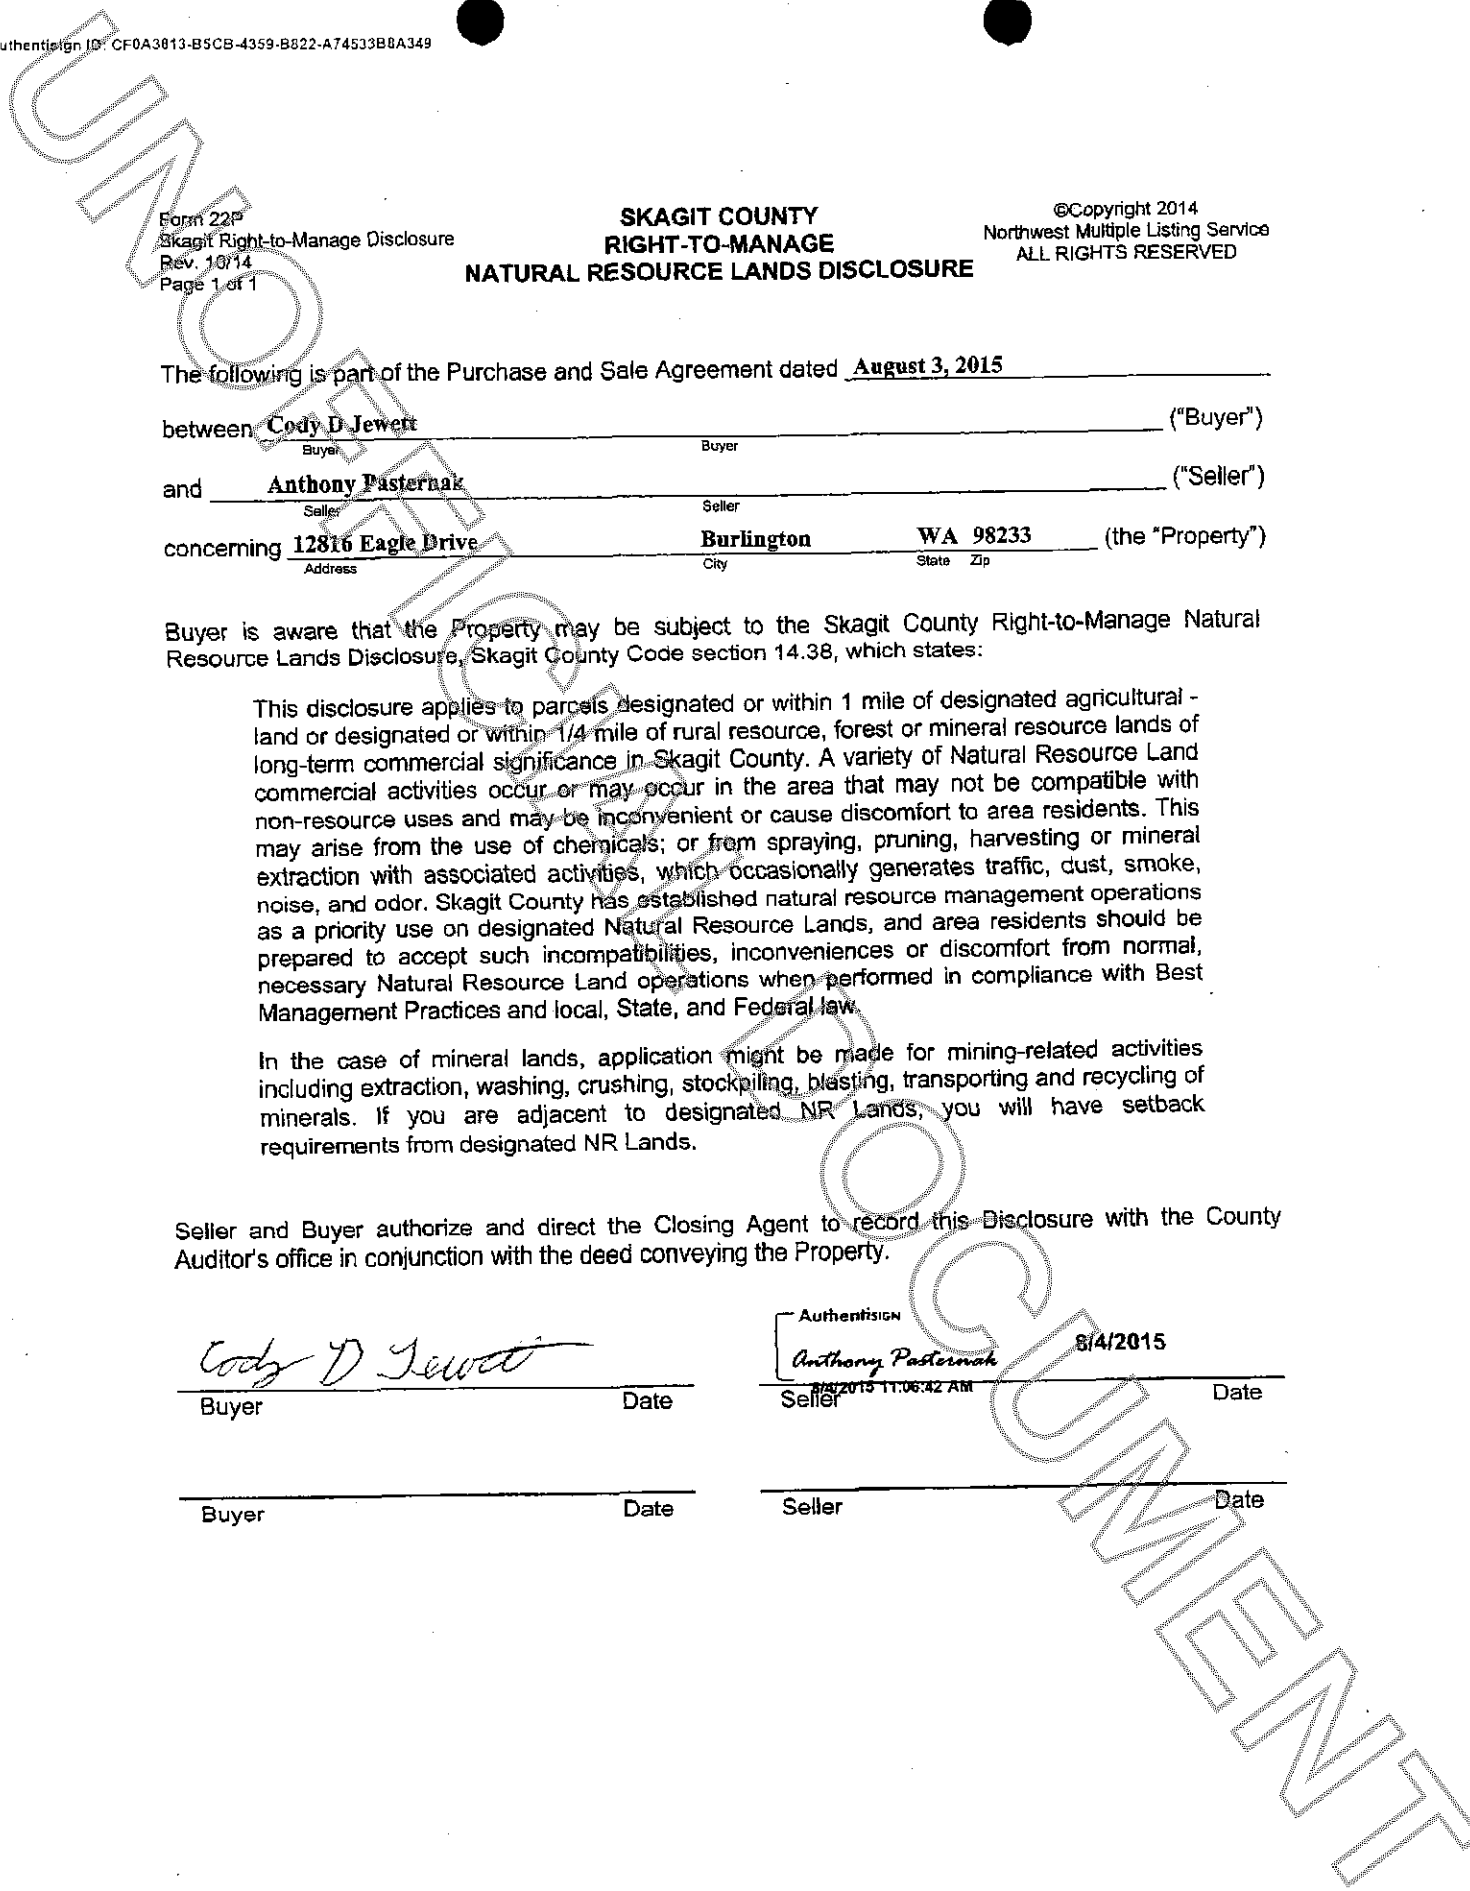 uthentisign ID: CF0A3813-B5CB-4359-B822-A74533B8A349
Form 22P
Skagit Right-to-Manage Disclosure
Rev. 10/14
Page 1 of 1
SKAGIT COUNTY
RIGHT-TO-MANAGE
NATURAL RESOURCE LANDS DISCLOSURE
©Copyright 2014
Northwest Multiple Listing Service
ALL RIGHTS RESERVED
The following is part of the Purchase and Sale Agreement dated August 3, 2015
between Cody D Jewett ("Buyer")
Buyer Buyer
and Anthony Pasternak ("Seller")
Seller Seller
concerning 12816 Eagle Drive Burlington WA 98233 (the "Property")
Address City State Zip
Buyer is aware that the Property may be subject to the Skagit County Right-to-Manage Natural
Resource Lands Disclosure, Skagit County Code section 14.38, which states:
This disclosure applies to parcels designated or within 1 mile of designated agricultural -
land or designated or within 1/4 mile of rural resource, forest or mineral resource lands of
long-term commercial significance in Skagit County. A variety of Natural Resource Land
commercial activities occur or may occur in the area that may not be compatible with
non-resource uses and may be inconvenient or cause discomfort to area residents. This
may arise from the use of chemicals; or from spraying, pruning, harvesting or mineral
extraction with associated activities, which occasionally generates traffic, dust, smoke,
noise, and odor. Skagit County has established natural resource management operations
as a priority use on designated Natural Resource Lands, and area residents should be
prepared to accept such incompatibilities, inconveniences or discomfort from normal,
necessary Natural Resource Land operations when performed in compliance with Best
Management Practices and local, State, and Federal law.
In the case of mineral lands, application might be made for mining-related activities
including extraction, washing, crushing, stockpiling, blasting, transporting and recycling of
minerals. If you are adjacent to designated NR Lands, you will have setback
requirements from designated NR Lands.
Seller and Buyer authorize and direct the Closing Agent to record this Disclosure with the County
Auditor's office in conjunction with the deed conveying the Property.
Cody D Jewett
Buyer Date
AuthentiSIGN
Anthony Pasternak 8/4/2015
8/4/2015 11:06:42 AM
Seller Date
Buyer Date
Seller Date
UNOFFICIAL DOCUMENT